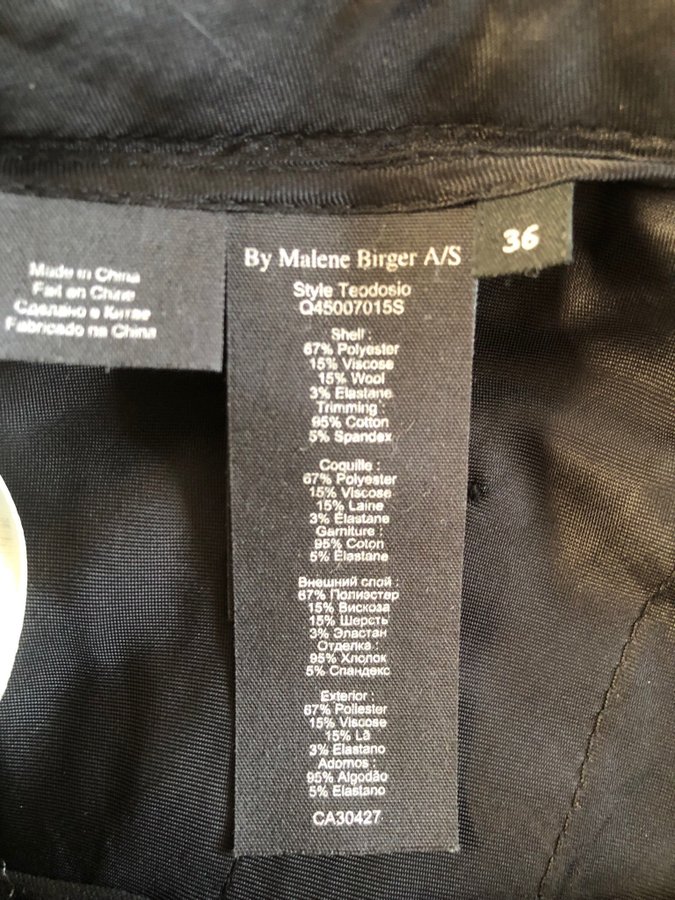 Made in China
Fait en Chine
Сделано в Китае
Fabricado na China
By Malene Birger A/S
Style Teodosio
Q45007015S
Shell :
67% Polyester
15% Viscose
15% Wool
3% Elastane
Trimming :
95% Cotton
5% Spandex
Coquille :
67% Polyester
15% Viscose
15% Laine
3% Élastane
Garniture :
95% Coton
5% Élastane
Внешний слой :
67% Полиэстер
15% Вискоза
15% Шерсть
3% Эластан
Отделка :
95% Хлопок
5% Спандекс
Exterior :
67% Poliester
15% Viscose
15% Lã
3% Elastano
Adornos :
95% Algodão
5% Elastano
CA30427
36